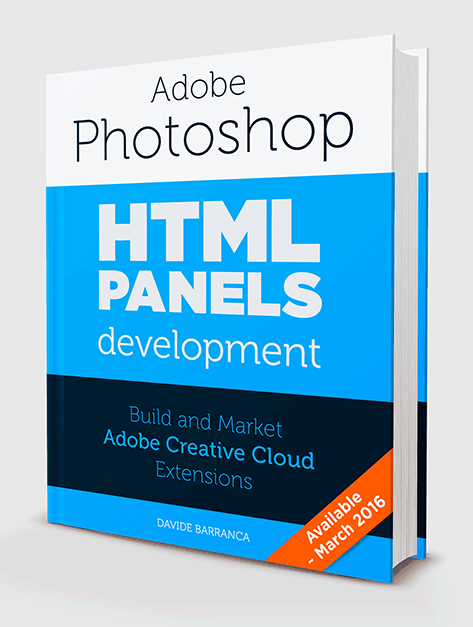 Adobe
Photoshop
HTML
PANELS
development
Build and Market
Adobe Creative Cloud
Extensions
DAVIDE BARRANCA
Available
- March 2016